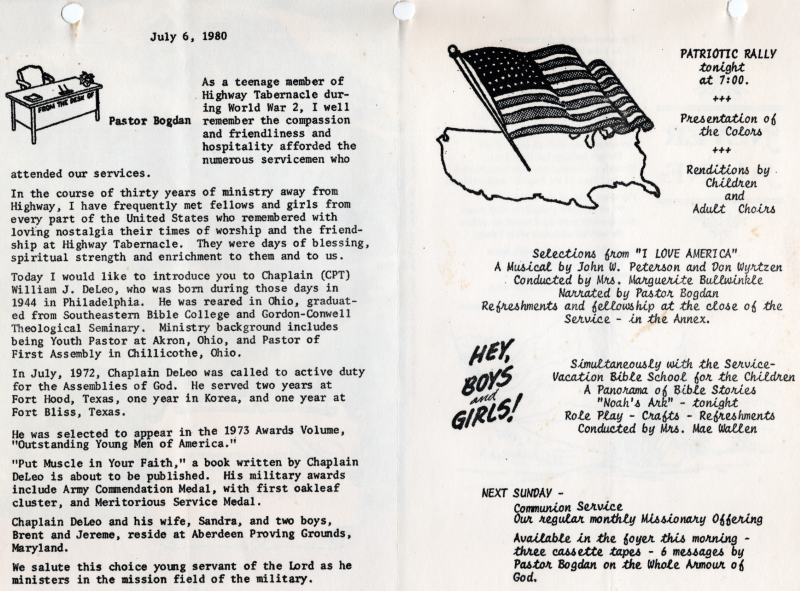 July 6, 1980
FROM THE DESK OF
Pastor Bogdan
As a teenage member of
Highway Tabernacle dur-
ing World War 2, I well
remember the compassion
and friendliness and
hospitality afforded the
numerous servicemen who
attended our services.
In the course of thirty years of ministry away from
Highway, I have frequently met fellows and girls from
every part of the United States who remembered with
loving nostalgia their times of worship and the friend-
ship at Highway Tabernacle. They were days of blessing,
spiritual strength and enrichment to them and to us.
Today I would like to introduce you to Chaplain (CPT)
William J. DeLeo, who was born during those days in
1944 in Philadelphia. He was reared in Ohio, graduat-
ed from Southeastern Bible College and Gordon-Conwell
Theological Seminary. Ministry background includes
being Youth Pastor at Akron, Ohio, and Pastor of
First Assembly in Chillicothe, Ohio.
In July, 1972, Chaplain DeLeo was called to active duty
for the Assemblies of God. He served two years at
Fort Hood, Texas, one year in Korea, and one year at
Fort Bliss, Texas.
He was selected to appear in the 1973 Awards Volume,
"Outstanding Young Men of America."
"Put Muscle in Your Faith," a book written by Chaplain
DeLeo is about to be published. His military awards
include Army Commendation Medal, with first oakleaf
cluster, and Meritorious Service Medal.
Chaplain DeLeo and his wife, Sandra, and two boys,
Brent and Jereme, reside at Aberdeen Proving Grounds,
Maryland.
We salute this choice young servant of the Lord as he
ministers in the mission field of the military.
PATRIOTIC RALLY
tonight
at 7:00.
+++
Presentation of
the Colors
+++
Renditions by
Children
and
Adult Choirs
Selections from "I LOVE AMERICA"
A Musical by John W. Peterson and Don Wyrtzen
Conducted by Mrs. Marguerite Bullwinkle
Narrated by Pastor Bogdan
Refreshments and fellowship at the close of the
Service - in the Annex.
HEY,
BOYS
and
GIRLS!
Simultaneously with the Service-
Vacation Bible School for the Children
A Panorama of Bible Stories
"Noah's Ark" - tonight
Role Play - Crafts - Refreshments
Conducted by Mrs. Mae Wallen
NEXT SUNDAY -
Communion Service
Our regular monthly Missionary Offering
Available in the foyer this morning -
three cassette tapes - 6 messages by
Pastor Bogdan on the Whole Armour of
God.